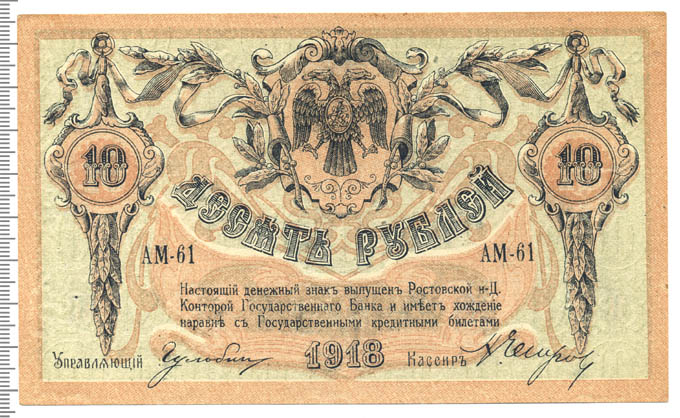 10 10
ДЕСѦТЬ РУБЛЕЙ
АМ-61 АМ-61
Настоящій денежный знакъ выпущенъ Ростовской н-Д.
Конторой Государственнаго Банка и имѣетъ хожденіе
наравнѣ съ Государственными кредитными билетами
Управляющій 1918 Кассиръ